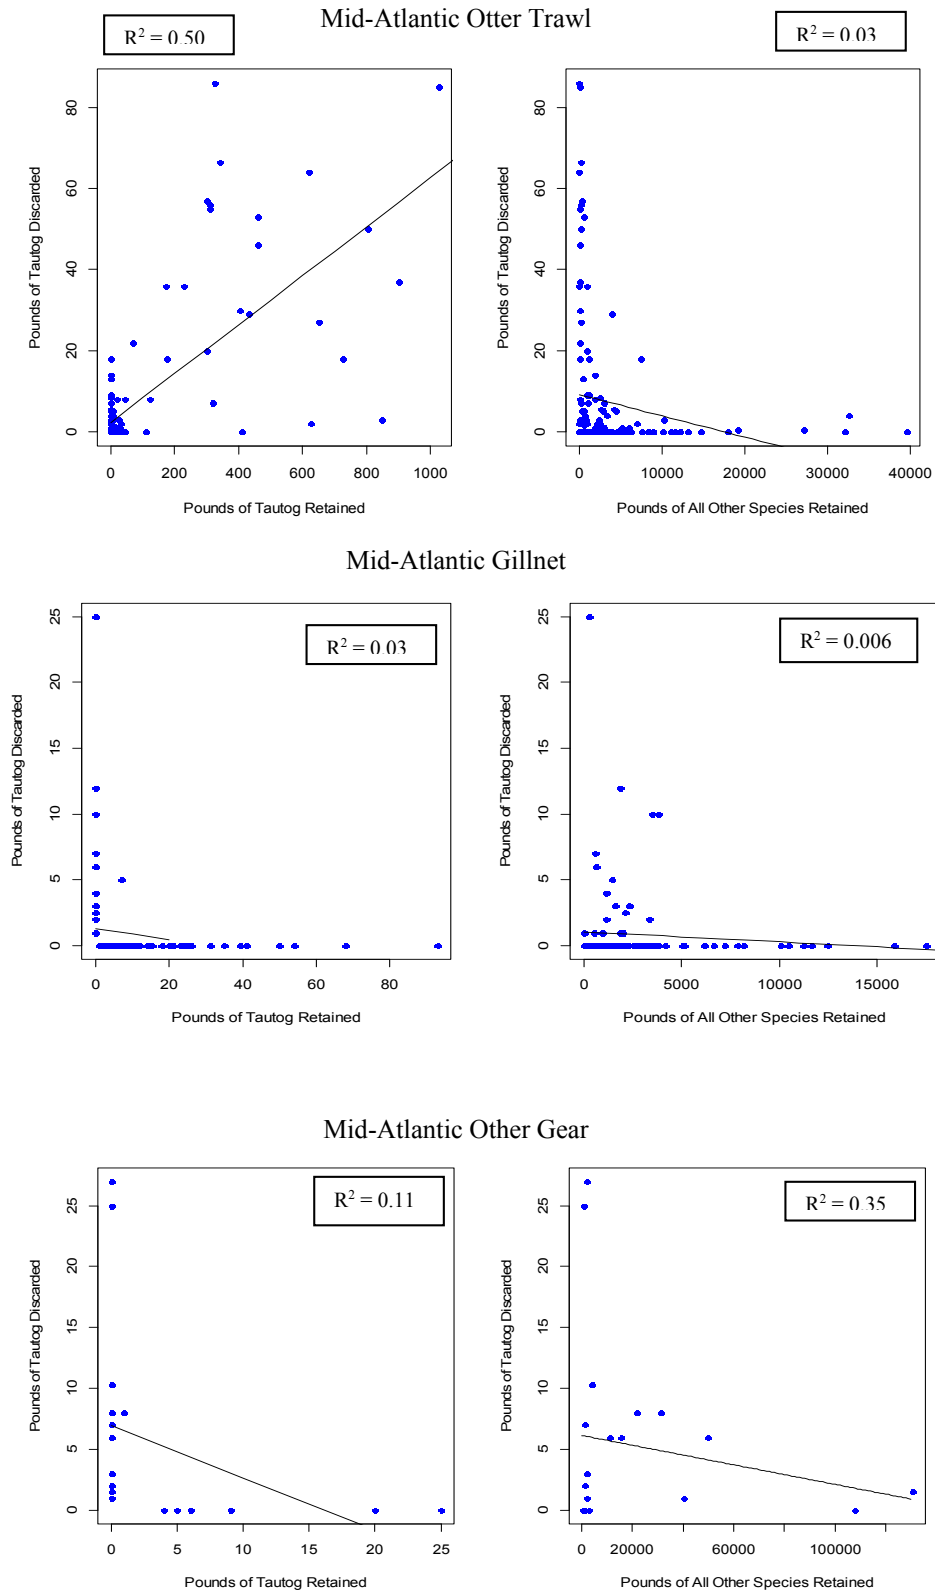 Mid-Atlantic Otter Trawl
R² = 0.50
R² = 0.03
Pounds of Tautog Discarded
0 20 40 60 80
0 200 400 600 800 1000
Pounds of Tautog Retained
Pounds of Tautog Discarded
0 20 40 60 80
0 10000 20000 30000 40000
Pounds of All Other Species Retained
Mid-Atlantic Gillnet
R² = 0.03
R² = 0.006
Pounds of Tautog Discarded
0 5 10 15 20 25
0 20 40 60 80
Pounds of Tautog Retained
Pounds of Tautog Discarded
0 5 10 15 20 25
0 5000 10000 15000
Pounds of All Other Species Retained
Mid-Atlantic Other Gear
R² = 0.11
R² = 0.35
Pounds of Tautog Discarded
0 5 10 15 20 25
0 5 10 15 20 25
Pounds of Tautog Retained
Pounds of Tautog Discarded
0 5 10 15 20 25
0 20000 60000 100000
Pounds of All Other Species Retained